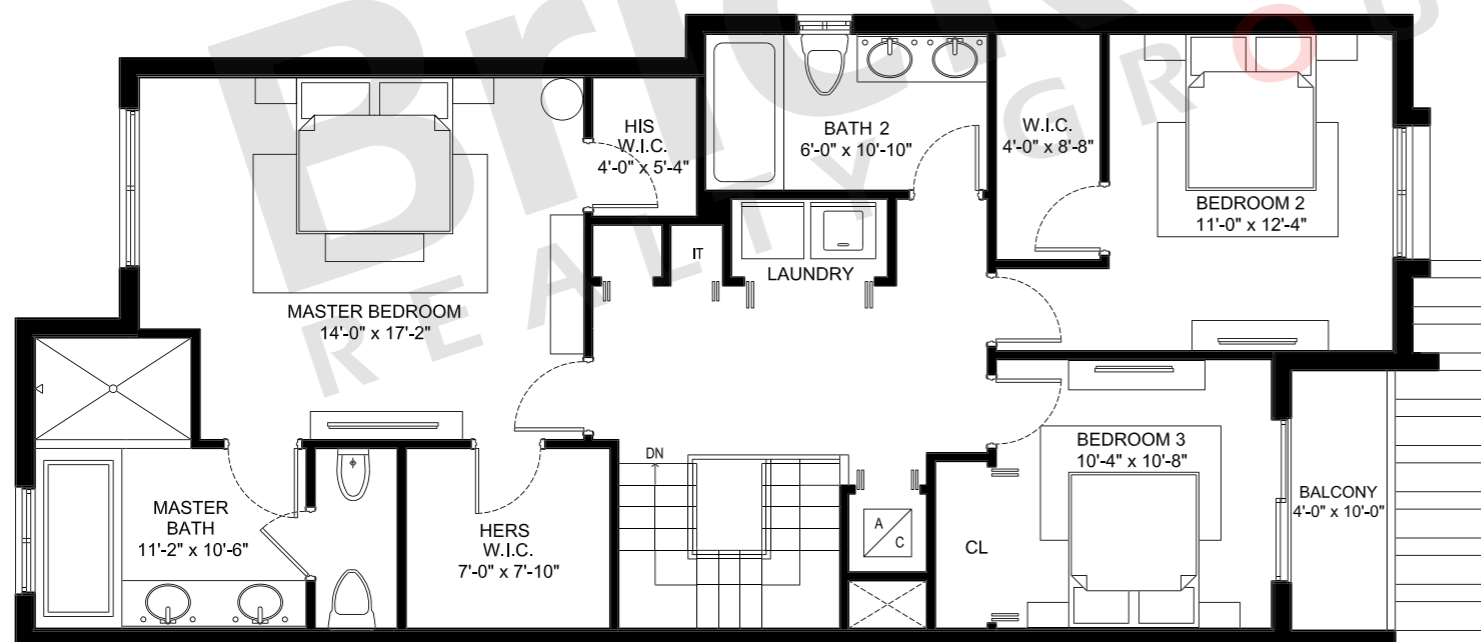 Brick
REALTY GROU
HIS
W.I.C.
4'-0" x 5'-4"
BATH 2
6'-0" x 10'-10"
W.I.C.
4'-0" x 8'-8"
BEDROOM 2
11'-0" x 12'-4"
IT
LAUNDRY
MASTER BEDROOM
14'-0" x 17'-2"
DN
BEDROOM 3
10'-4" x 10'-8"
BALCONY
4'-0" x 10'-0"
MASTER
BATH
11'-2" x 10'-6"
HERS
W.I.C.
7'-0" x 7'-10"
A
C
CL